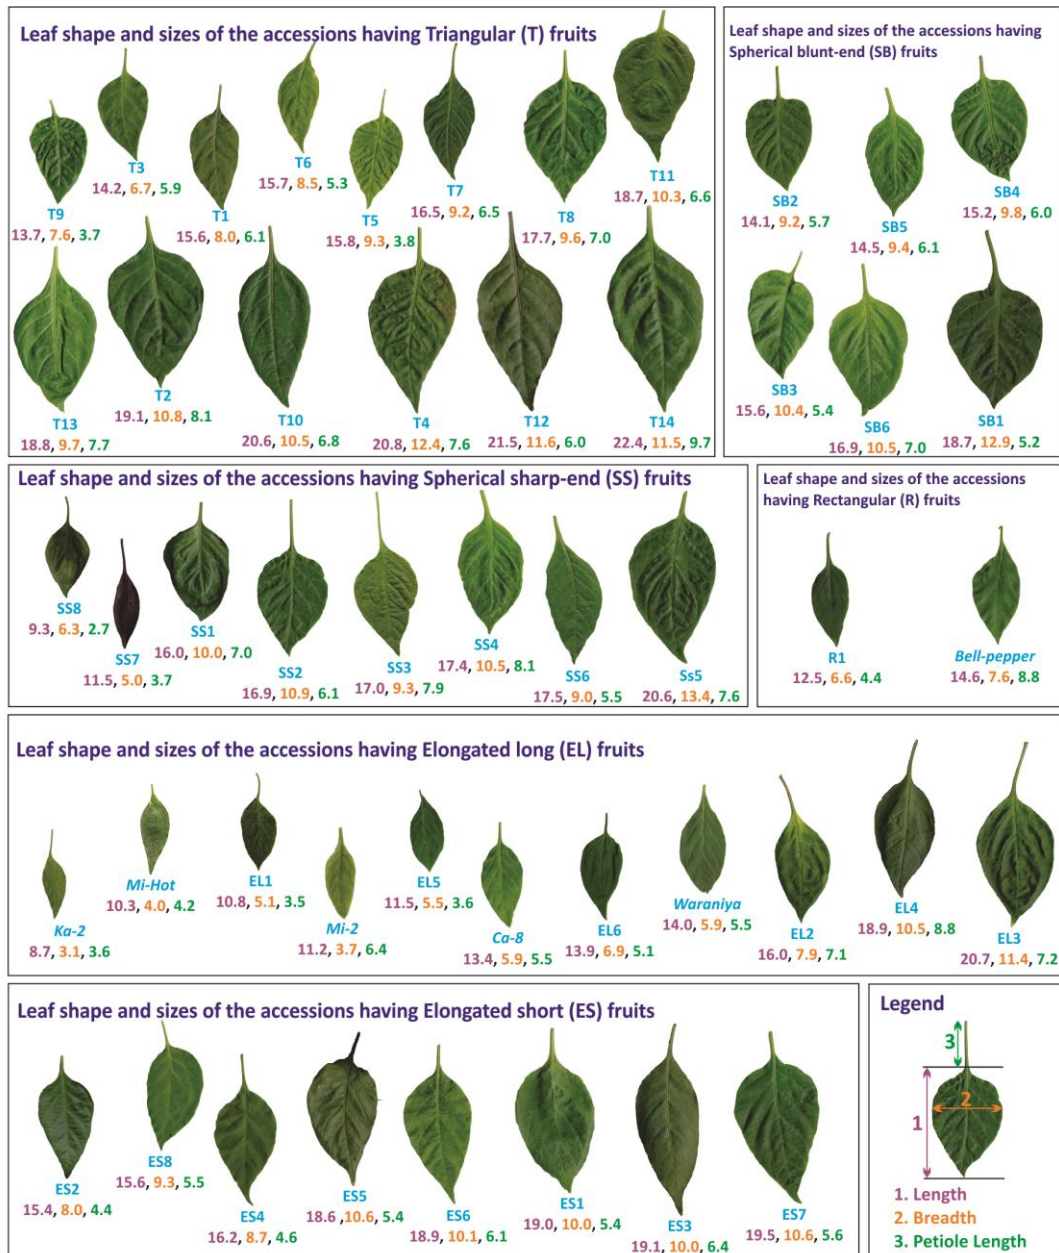 Leaf shape and sizes of the accessions having Triangular (T) fruits
T9
13.7, 7.6, 3.7
T3
14.2, 6.7, 5.9
T1
15.6, 8.0, 6.1
T6
15.7, 8.5, 5.3
T5
15.8, 9.3, 3.8
T7
16.5, 9.2, 6.5
T8
17.7, 9.6, 7.0
T11
18.7, 10.3, 6.6
T13
18.8, 9.7, 7.7
T2
19.1, 10.8, 8.1
T10
20.6, 10.5, 6.8
T4
20.8, 12.4, 7.6
T12
21.5, 11.6, 6.0
T14
22.4, 11.5, 9.7
Leaf shape and sizes of the accessions having
Spherical blunt-end (SB) fruits
SB2
14.1, 9.2, 5.7
SB5
14.5, 9.4, 6.1
SB4
15.2, 9.8, 6.0
SB3
15.6, 10.4, 5.4
SB6
16.9, 10.5, 7.0
SB1
18.7, 12.9, 5.2
Leaf shape and sizes of the accessions having Spherical sharp-end (SS) fruits
SS8
9.3, 6.3, 2.7
SS7
11.5, 5.0, 3.7
SS1
16.0, 10.0, 7.0
SS2
16.9, 10.9, 6.1
SS3
17.0, 9.3, 7.9
SS4
17.4, 10.5, 8.1
SS6
17.5, 9.0, 5.5
Ss5
20.6, 13.4, 7.6
Leaf shape and sizes of the accessions
having Rectangular (R) fruits
R1
12.5, 6.6, 4.4
Bell-pepper
14.6, 7.6, 8.8
Leaf shape and sizes of the accessions having Elongated long (EL) fruits
Ka-2
8.7, 3.1, 3.6
Mi-Hot
10.3, 4.0, 4.2
EL1
10.8, 5.1, 3.5
Mi-2
11.2, 3.7, 6.4
EL5
11.5, 5.5, 3.6
Ca-8
13.4, 5.9, 5.5
EL6
13.9, 6.9, 5.1
Waraniya
14.0, 5.9, 5.5
EL2
16.0, 7.9, 7.1
EL4
18.9, 10.5, 8.8
EL3
20.7, 11.4, 7.2
Leaf shape and sizes of the accessions having Elongated short (ES) fruits
ES2
15.4, 8.0, 4.4
ES8
15.6, 9.3, 5.5
ES4
16.2, 8.7, 4.6
ES5
18.6, 10.6, 5.4
ES6
18.9, 10.1, 6.1
ES1
19.0, 10.0, 5.4
ES3
19.1, 10.0, 6.4
ES7
19.5, 10.6, 5.6
Legend
3
2
1
1. Length
2. Breadth
3. Petiole Length